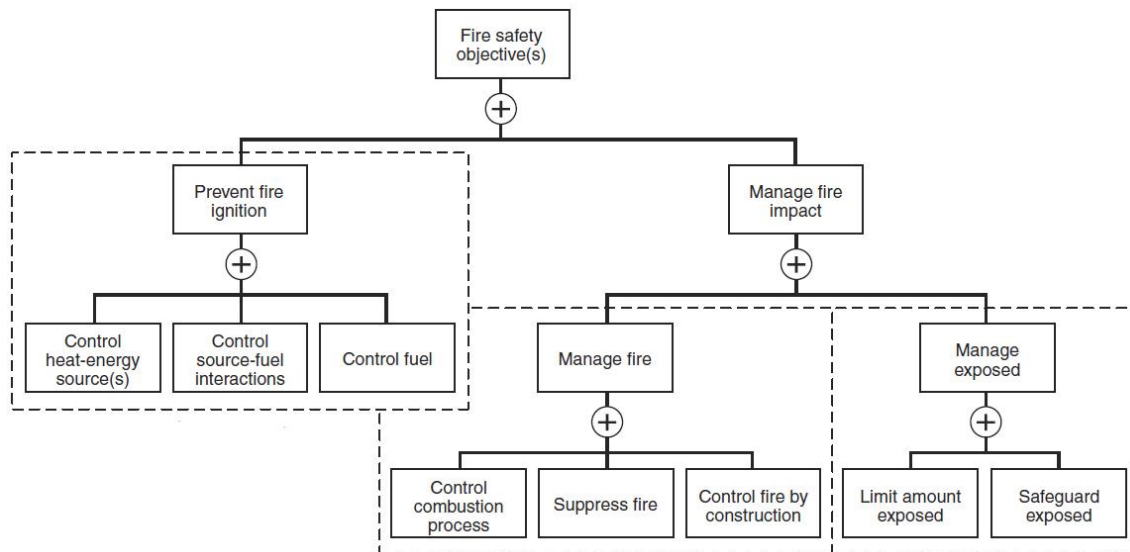 Fire safety
objective(s)
+
Prevent fire
ignition
Manage fire
impact
+
+
Control
heat-energy
source(s)
Control
source-fuel
interactions
Control fuel
Manage fire
Manage
exposed
+
+
Control
combustion
process
Suppress fire
Control fire by
construction
Limit amount
exposed
Safeguard
exposed